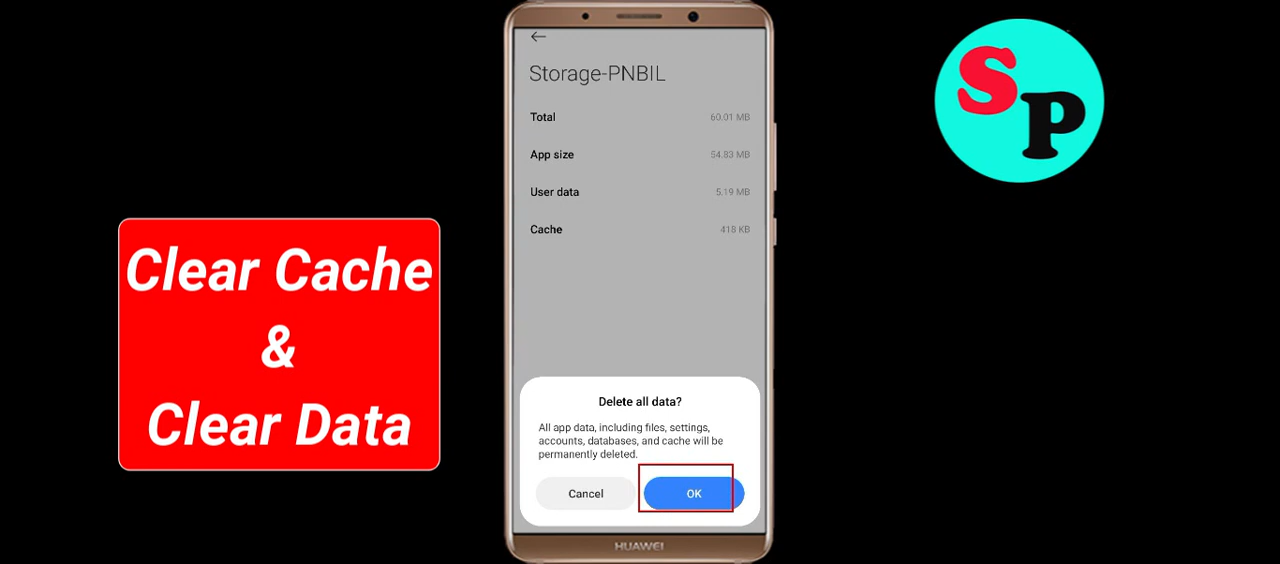 Storage-PNBIL
Total 60.01 MB
App size 54.83 MB
User data 5.19 MB
Cache 418 KB
Delete all data?
All app data, including files, settings,
accounts, databases, and cache will be
permanently deleted.
Cancel OK
HUAWEI
Clear Cache
&
Clear Data
SP